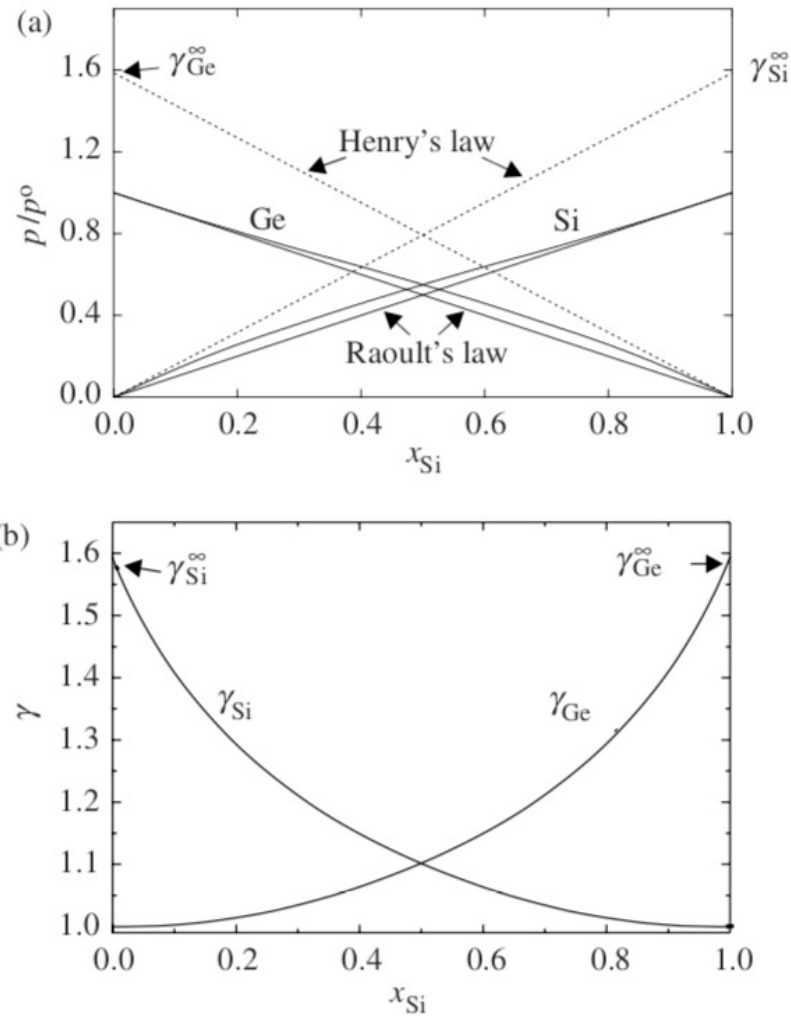 (a)
γ∞Ge
γ∞Si
1.6
Henry's law
1.2
p/pº
Ge
Si
0.8
0.4
Raoult's law
0.0
0.0 0.2 0.4 0.6 0.8 1.0
xSi
b)
1.6
γ∞Si
γ∞Ge
1.5
1.4
γSi
γGe
γ
1.3
1.2
1.1
1.0
0.0 0.2 0.4 0.6 0.8 1.0
xSi